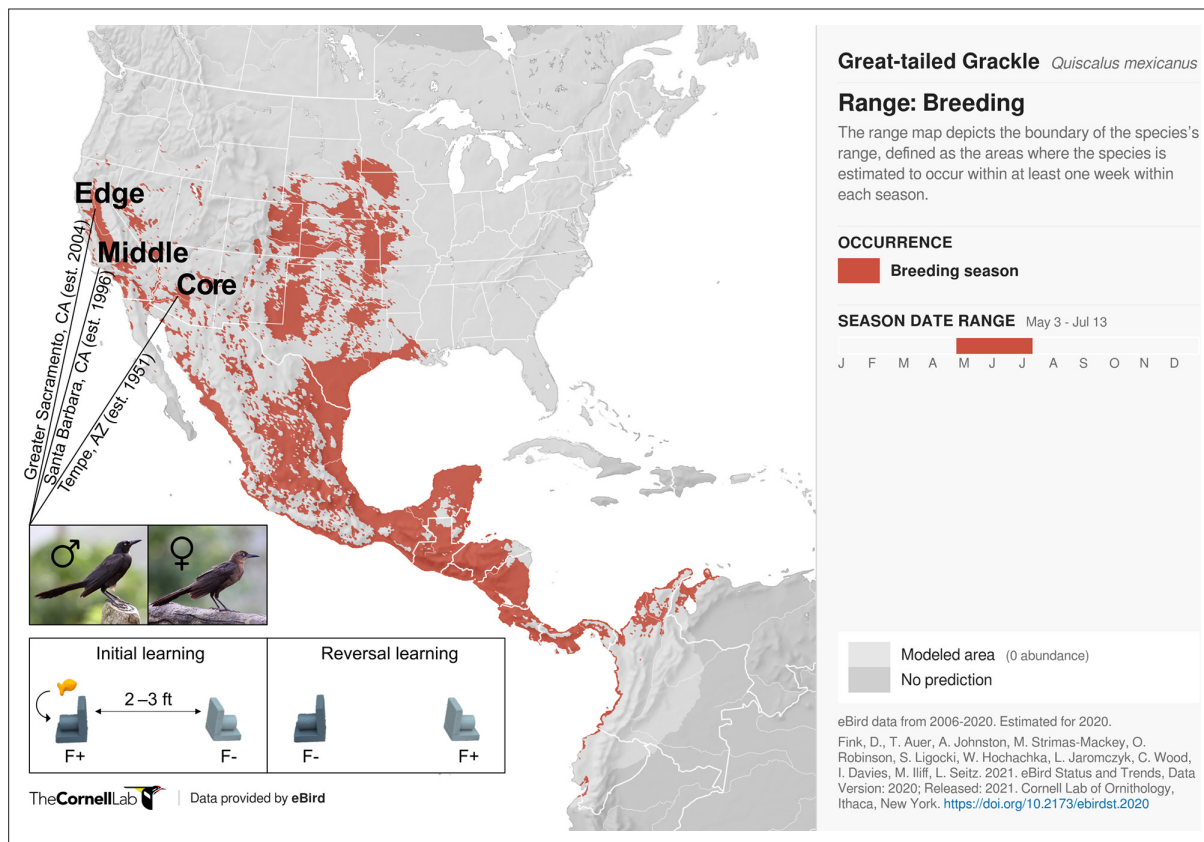 Edge
Middle
Core
Greater Sacramento, CA (est. 2004)
Santa Barbara, CA (est. 1996)
Tempe, AZ (est. 1951)
♂
♀
Initial learning
Reversal learning
2 –3 ft
F+
F-
F-
F+
TheCornellLab
Data provided by eBird
Great-tailed Grackle Quiscalus mexicanus
Range: Breeding
The range map depicts the boundary of the species's
range, defined as the areas where the species is
estimated to occur within at least one week within
each season.
OCCURRENCE
Breeding season
SEASON DATE RANGE May 3 - Jul 13
J F M A M J J A S O N D
Modeled area (0 abundance)
No prediction
eBird data from 2006-2020. Estimated for 2020.
Fink, D., T. Auer, A. Johnston, M. Strimas-Mackey, O.
Robinson, S. Ligocki, W. Hochachka, L. Jaromczyk, C. Wood,
I. Davies, M. Iliff, L. Seitz. 2021. eBird Status and Trends, Data
Version: 2020; Released: 2021. Cornell Lab of Ornithology,
Ithaca, New York. https://doi.org/10.2173/ebirdst.2020